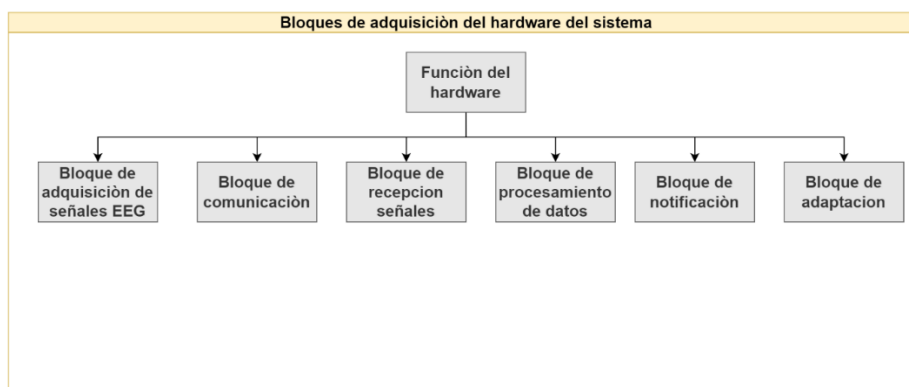 Bloques de adquisiciòn del hardware del sistema
Funciòn del
hardware
Bloque de
adquisiciòn de
señales EEG
Bloque de
comunicaciòn
Bloque de
recepcion
señales
Bloque de
procesamiento
de datos
Bloque de
notificaciòn
Bloque de
adaptacion